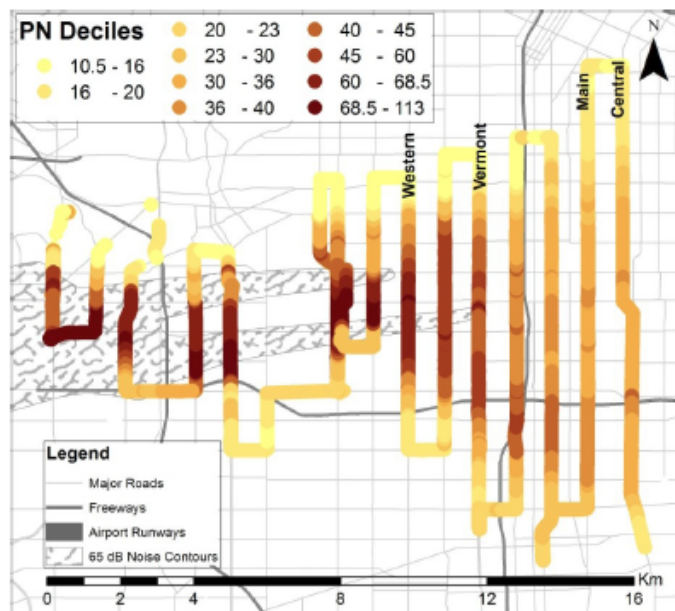 PN Deciles
10.5 - 16
16 - 20
20 - 23
23 - 30
30 - 36
36 - 40
40 - 45
45 - 60
60 - 68.5
68.5 - 113
N
Western
Vermont
Main
Central
Legend
Major Roads
Freeways
Airport Runways
65 dB Noise Contours
0 2 4 8 12 16 Km